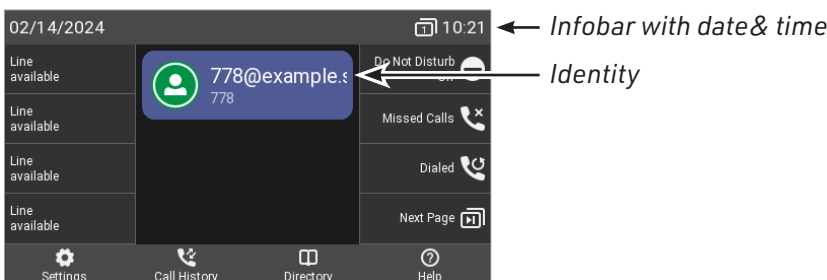 02/14/2024
1
10:21
Infobar with date& time
Line
available
778@example.s
778
Do Not Disturb
Identity
Line
available
Missed Calls
Line
available
Dialed
Line
available
Next Page
Settings
Call History
Directory
Help